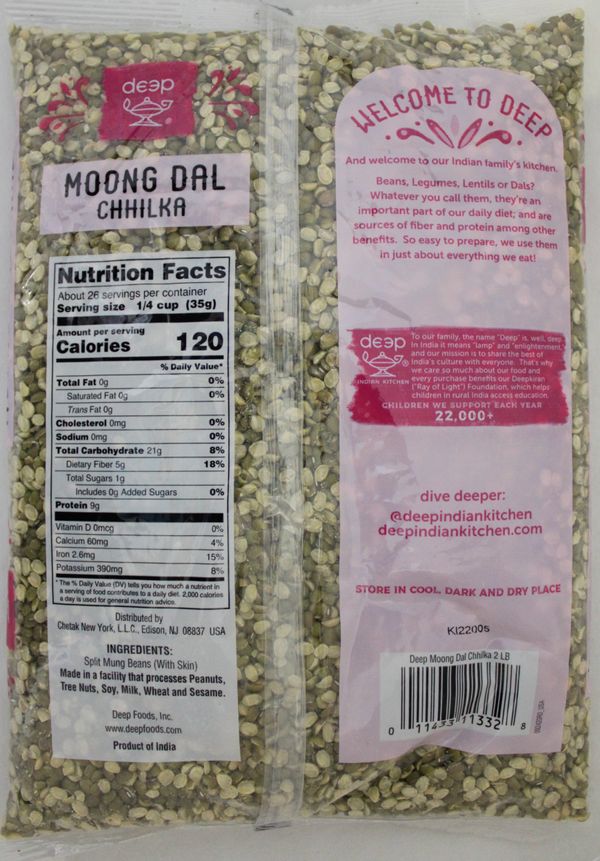 deep
MOONG DAL
CHHILKA
Nutrition Facts
About 26 servings per container
Serving size 1/4 cup (35g)
Amount per serving
Calories 120
% Daily Value*
Total Fat 0g 0%
Saturated Fat 0g 0%
Trans Fat 0g
Cholesterol 0mg 0%
Sodium 0mg 0%
Total Carbohydrate 21g 8%
Dietary Fiber 5g 18%
Total Sugars 1g
Includes 0g Added Sugars 0%
Protein 9g
Vitamin D 0mcg 0%
Calcium 60mg 4%
Iron 2.6mg 15%
Potassium 390mg 8%
*The % Daily Value (DV) tells you how much a nutrient in
a serving of food contributes to a daily diet. 2,000 calories
a day is used for general nutrition advice.
Distributed by
Chetak New York, L.L.C., Edison, NJ 08837 USA
INGREDIENTS:
Split Mung Beans (With Skin)
Made in a facility that processes Peanuts,
Tree Nuts, Soy, Milk, Wheat and Sesame.
Deep Foods, Inc.
www.deepfoods.com
Product of India
WELCOME TO DEEP
And welcome to our Indian family's kitchen.
Beans, Legumes, Lentils or Dals?
Whatever you call them, they're an
important part of our daily diet; and are
sources of fiber and protein among other
benefits. So easy to prepare, we use them
in just about everything we eat!
deep
INDIAN KITCHEN
To our family, the name "Deep" is, well, deep.
In India it means "lamp" and "enlightenment"
and our mission is to share the best of
India's culture with everyone. That's why
we care so much about our food and
every purchase benefits our Deepkiran
("Ray of Light") Foundation, which helps
children in rural India access education.
CHILDREN WE SUPPORT EACH YEAR
22,000+
dive deeper:
@deepindiankitchen
deepindiankitchen.com
STORE IN COOL, DARK AND DRY PLACE
KI22005
Deep Moong Dal Chhilka 2 LB
0 11433 11332 8